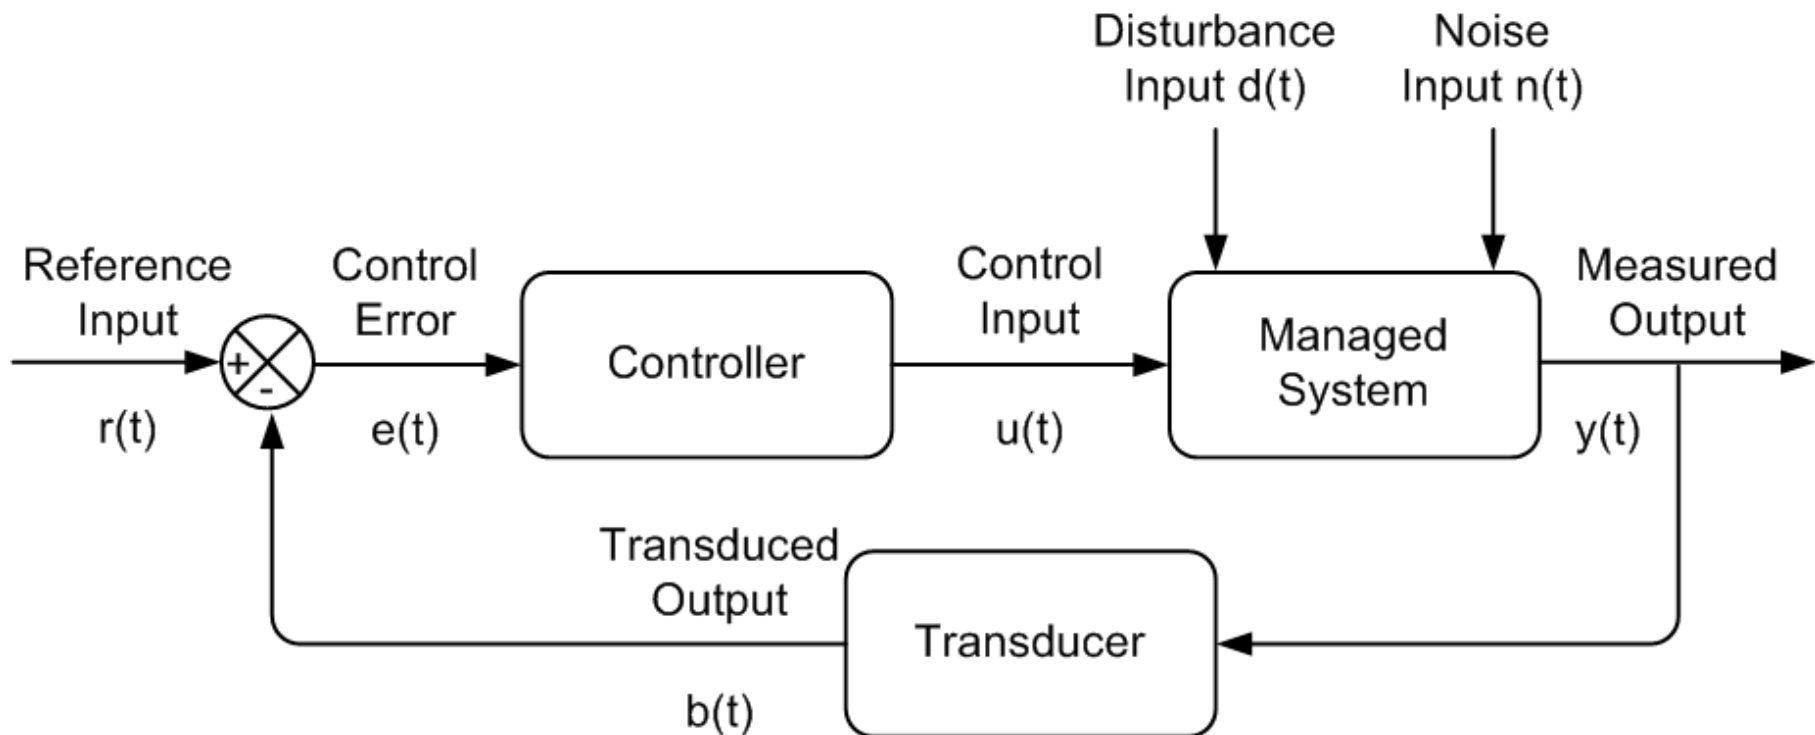 Disturbance
Input d(t)
Noise
Input n(t)
Reference
Input
r(t)
+
-
Control
Error
e(t)
Controller
Control
Input
u(t)
Managed
System
Measured
Output
y(t)
Transduced
Output
b(t)
Transducer